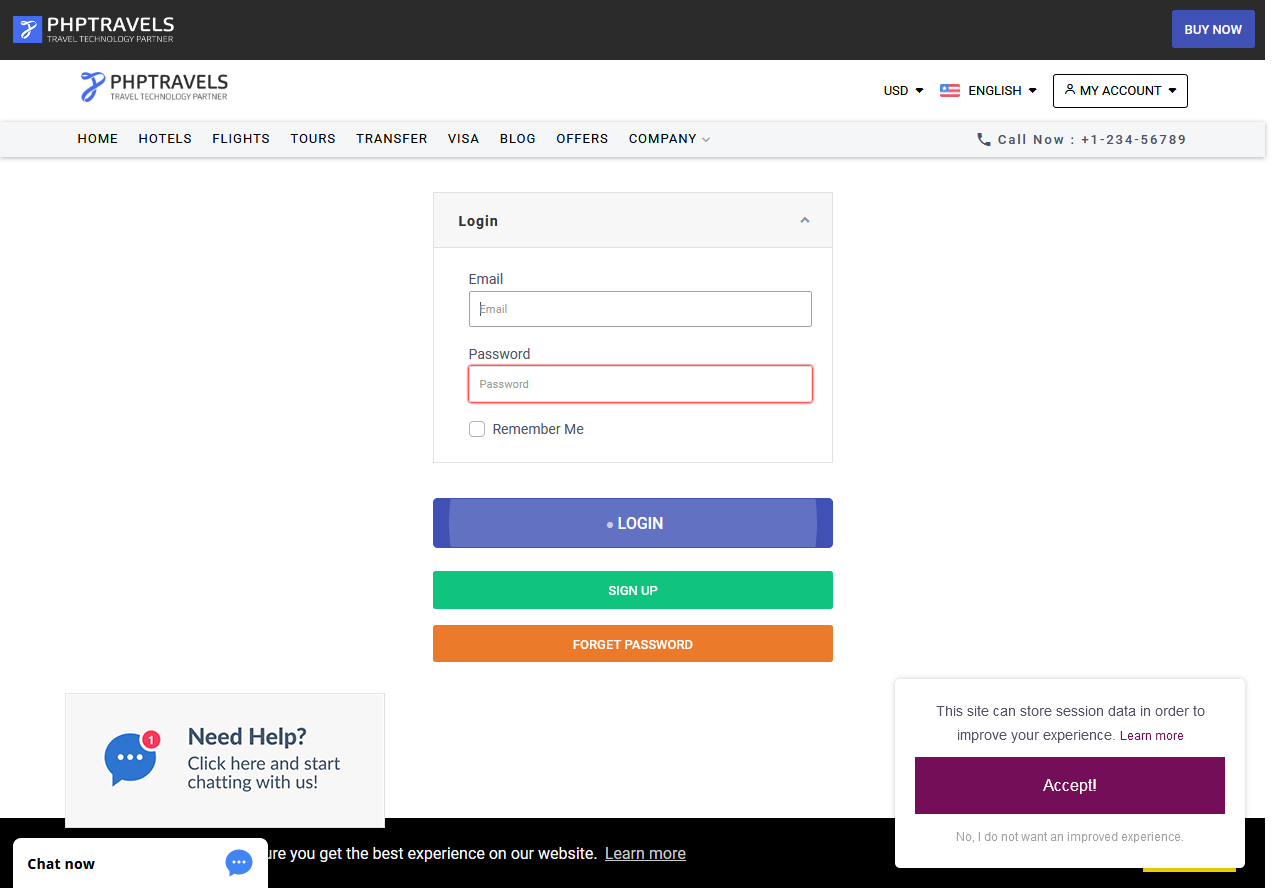 PHPTRAVELS
TRAVEL TECHNOLOGY PARTNER
BUY NOW
PHPTRAVELS
TRAVEL TECHNOLOGY PARTNER
USD
ENGLISH
MY ACCOUNT
HOME HOTELS FLIGHTS TOURS TRANSFER VISA BLOG OFFERS COMPANY
Call Now : +1-234-56789
Login
Email
Email
Password
Password
Remember Me
LOGIN
SIGN UP
FORGET PASSWORD
This site can store session data in order to
improve your experience. Learn more
Accept!
No, I do not want an improved experience.
1
Need Help?
Click here and start
chatting with us!
you get the best experience on our website. Learn more
Chat now